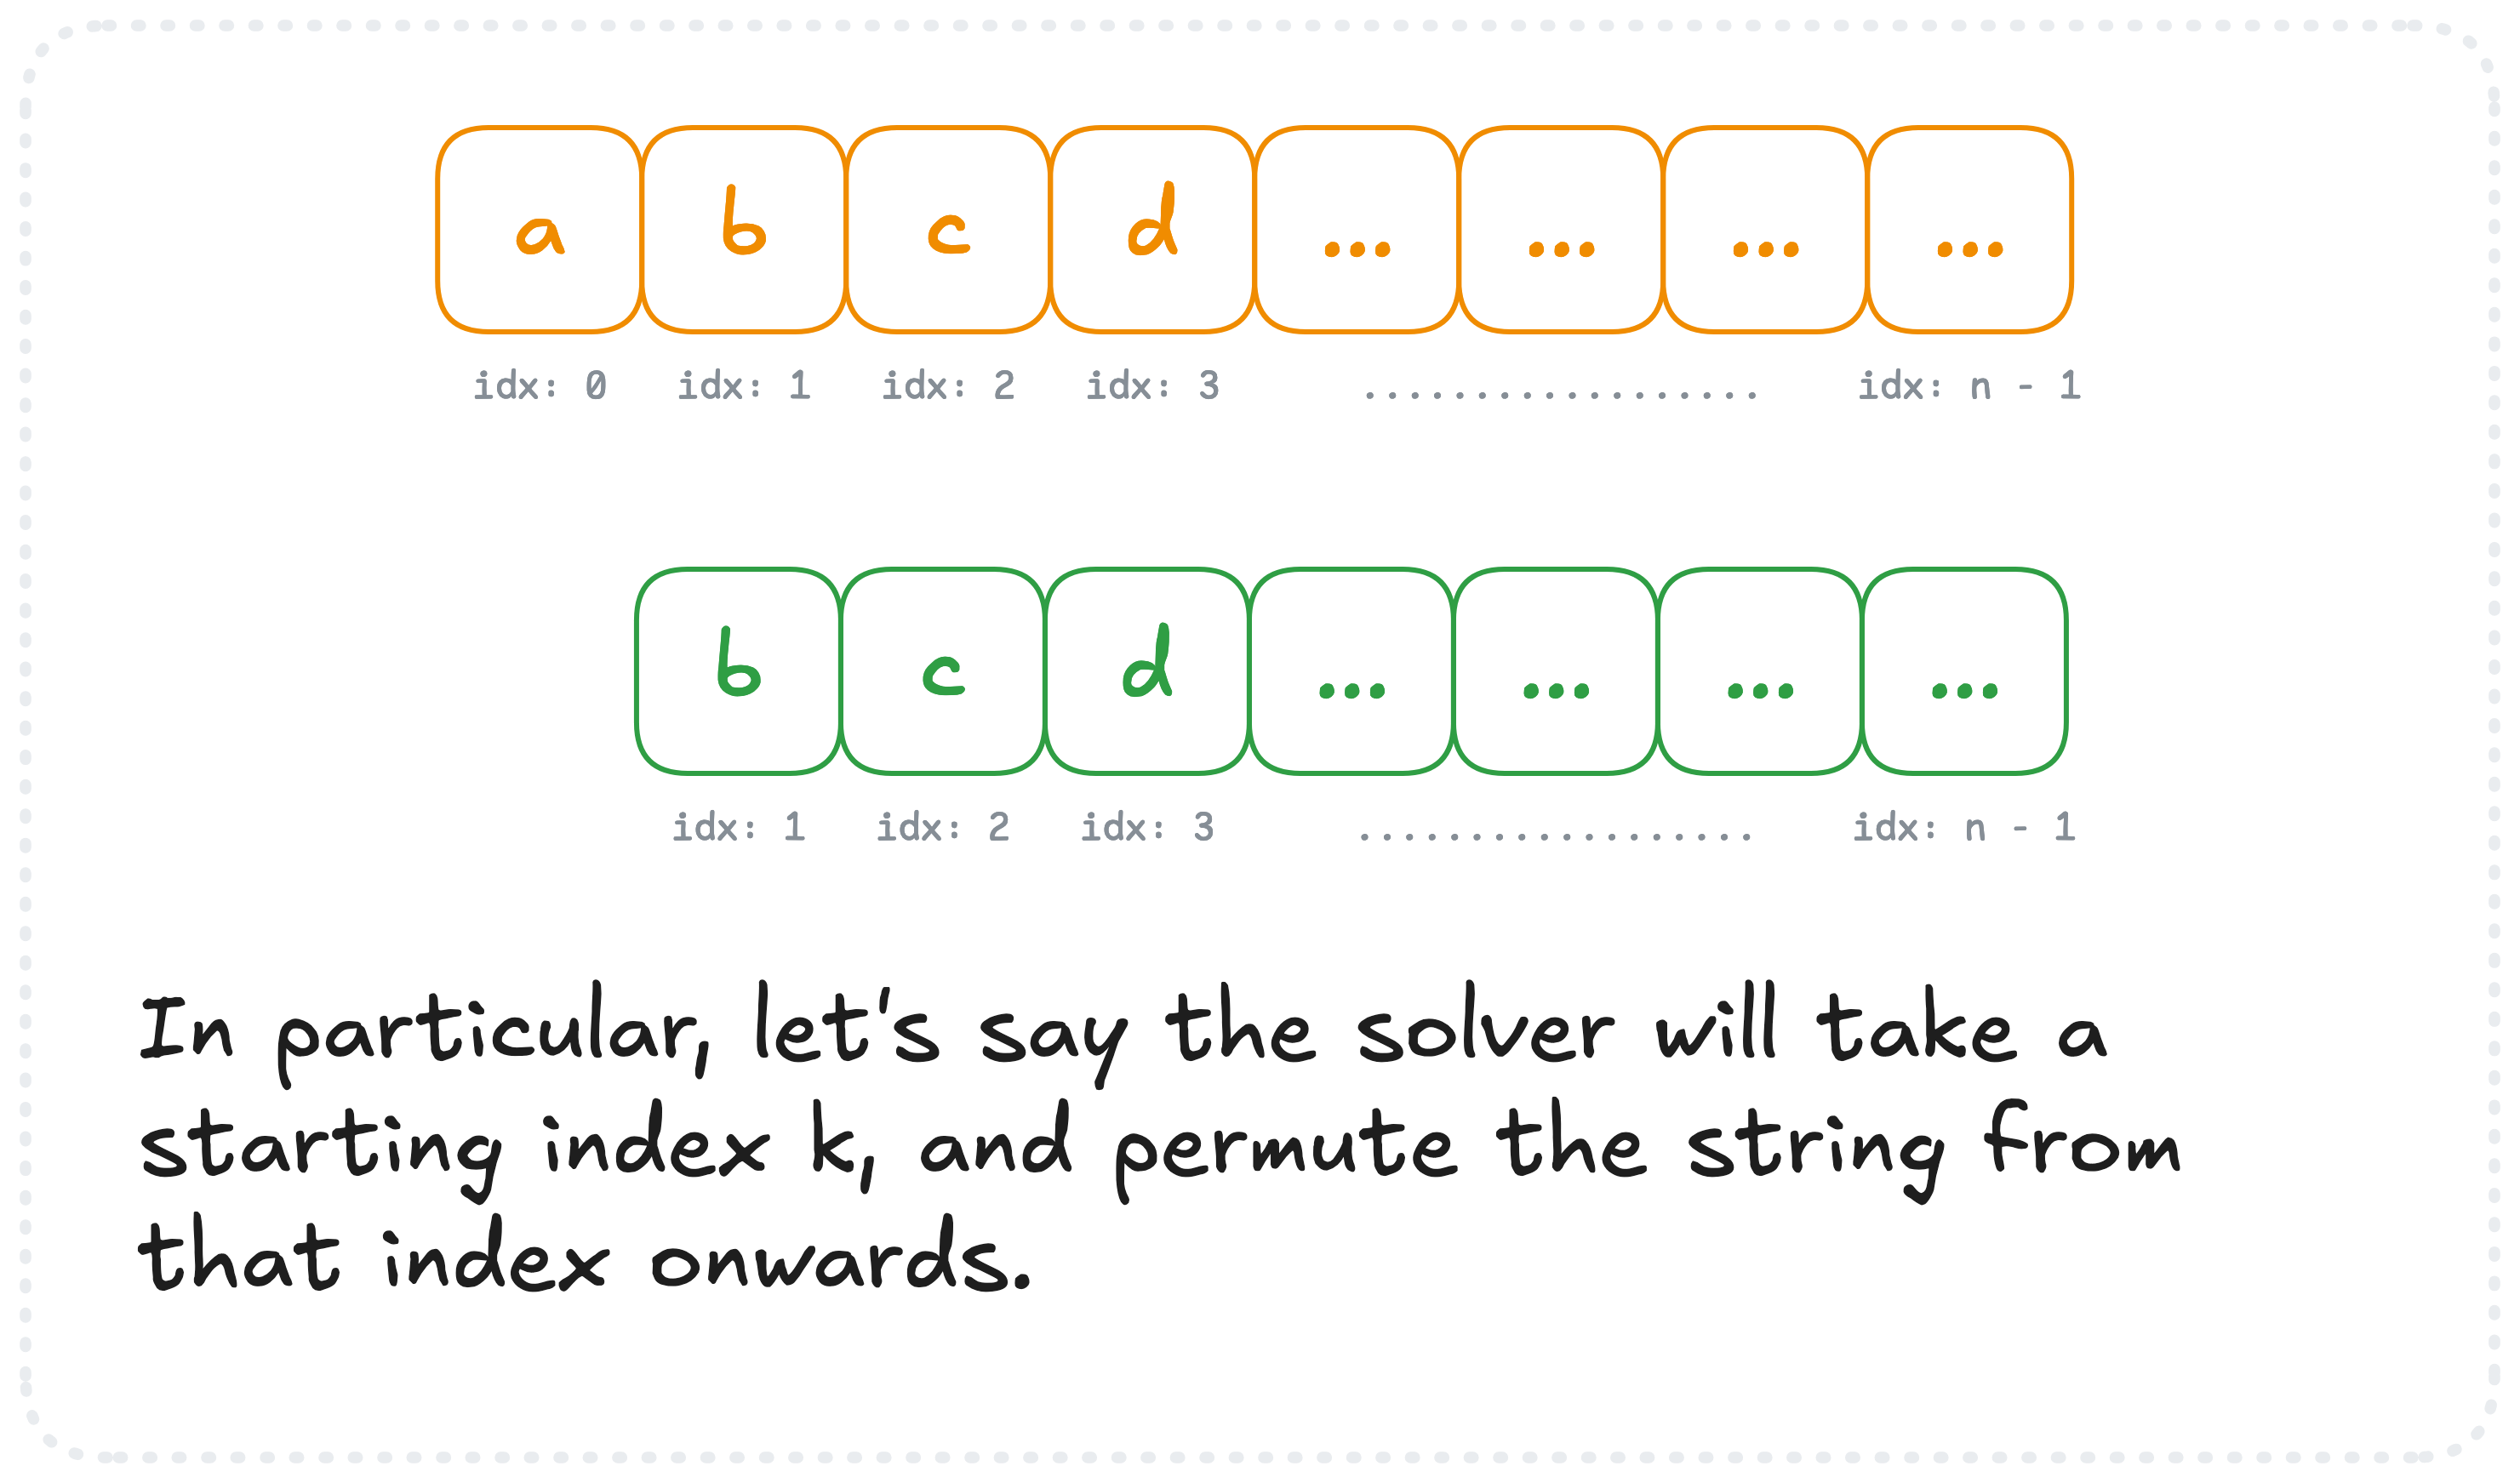 a b c d ... ... ... ...
idx: 0 idx: 1 idx: 2 idx: 3 .................. idx: n - 1
b c d ... ... ... ...
idx: 1 idx: 2 idx: 3 .................. idx: n - 1
In particular, let's say the solver will take a
starting index k, and permute the string from
that index onwards.